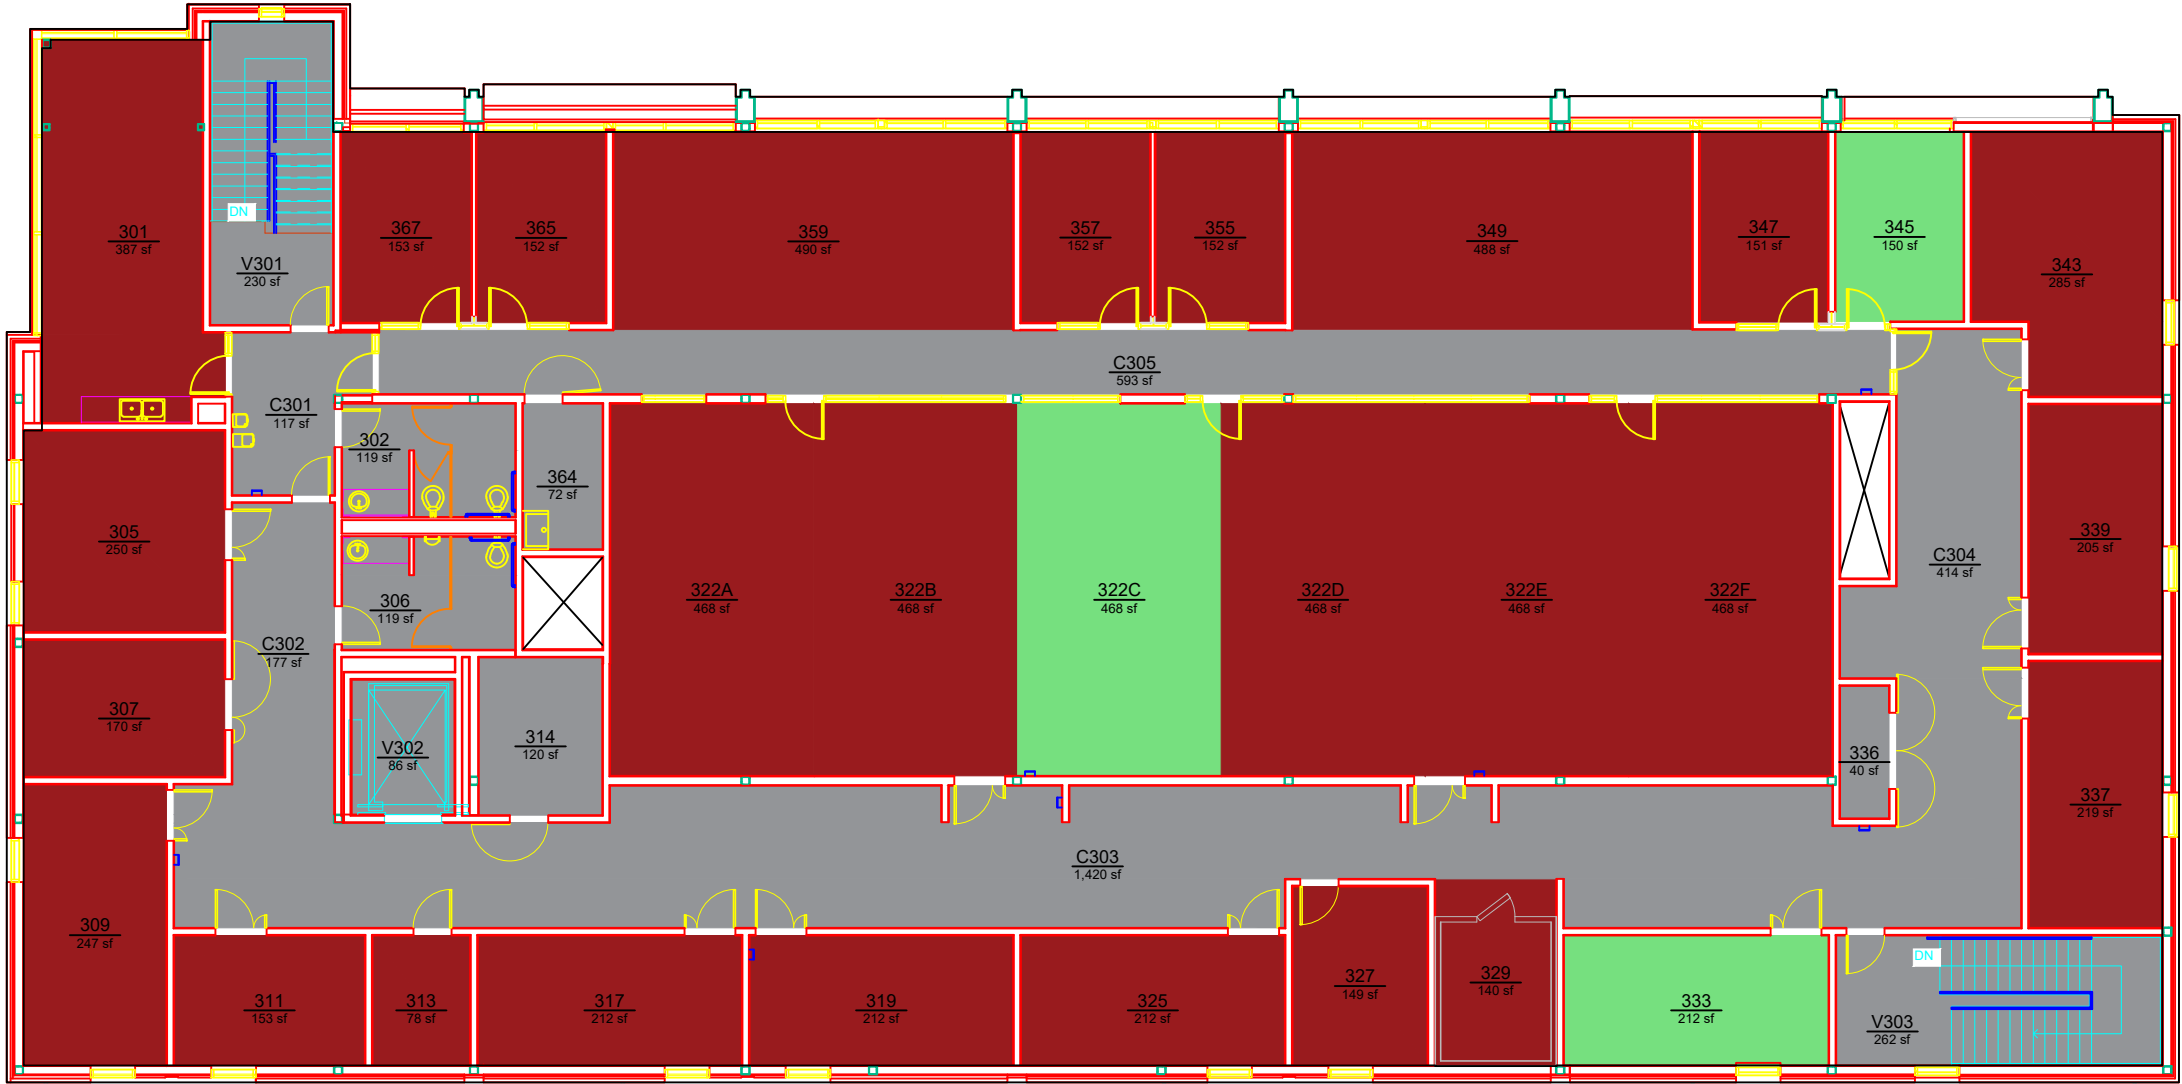 DN
301
387 sf
V301
230 sf
367
153 sf
365
152 sf
359
490 sf
357
152 sf
355
152 sf
349
488 sf
347
151 sf
345
150 sf
343
285 sf
C305
593 sf
C301
117 sf
302
119 sf
364
72 sf
305
250 sf
306
119 sf
322A
468 sf
322B
468 sf
322C
468 sf
322D
468 sf
322E
468 sf
322F
468 sf
339
205 sf
C304
414 sf
C302
177 sf
307
170 sf
V302
86 sf
314
120 sf
336
40 sf
337
219 sf
C303
1,420 sf
309
247 sf
311
153 sf
313
78 sf
317
212 sf
319
212 sf
325
212 sf
327
149 sf
329
140 sf
333
212 sf
DN
V303
262 sf